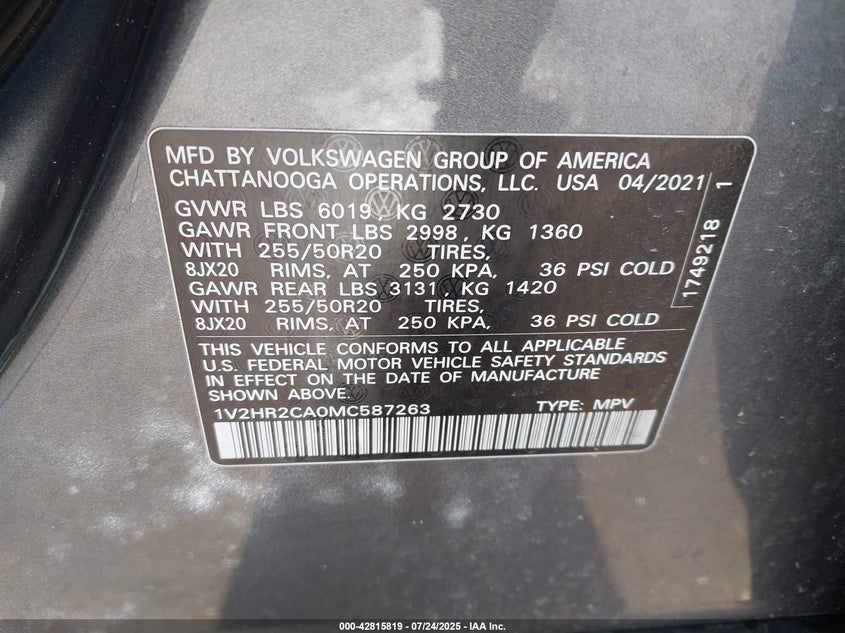 MFD BY VOLKSWAGEN GROUP OF AMERICA
CHATTANOOGA OPERATIONS, LLC. USA 04/2021
GVWR LBS 6019, KG 2730
GAWR FRONT LBS 2998, KG 1360
WITH 255/50R20 TIRES,
8JX20 RIMS, AT 250 KPA, 36 PSI COLD
GAWR REAR LBS 3131, KG 1420
WITH 255/50R20 TIRES,
8JX20 RIMS, AT 250 KPA, 36 PSI COLD
THIS VEHICLE CONFORMS TO ALL APPLICABLE
U.S. FEDERAL MOTOR VEHICLE SAFETY STANDARDS
IN EFFECT ON THE DATE OF MANUFACTURE
SHOWN ABOVE.
1V2HR2CA0MC587263 TYPE: MPV
1749218 1
000-42815819 - 07/24/2025 - IAA Inc.